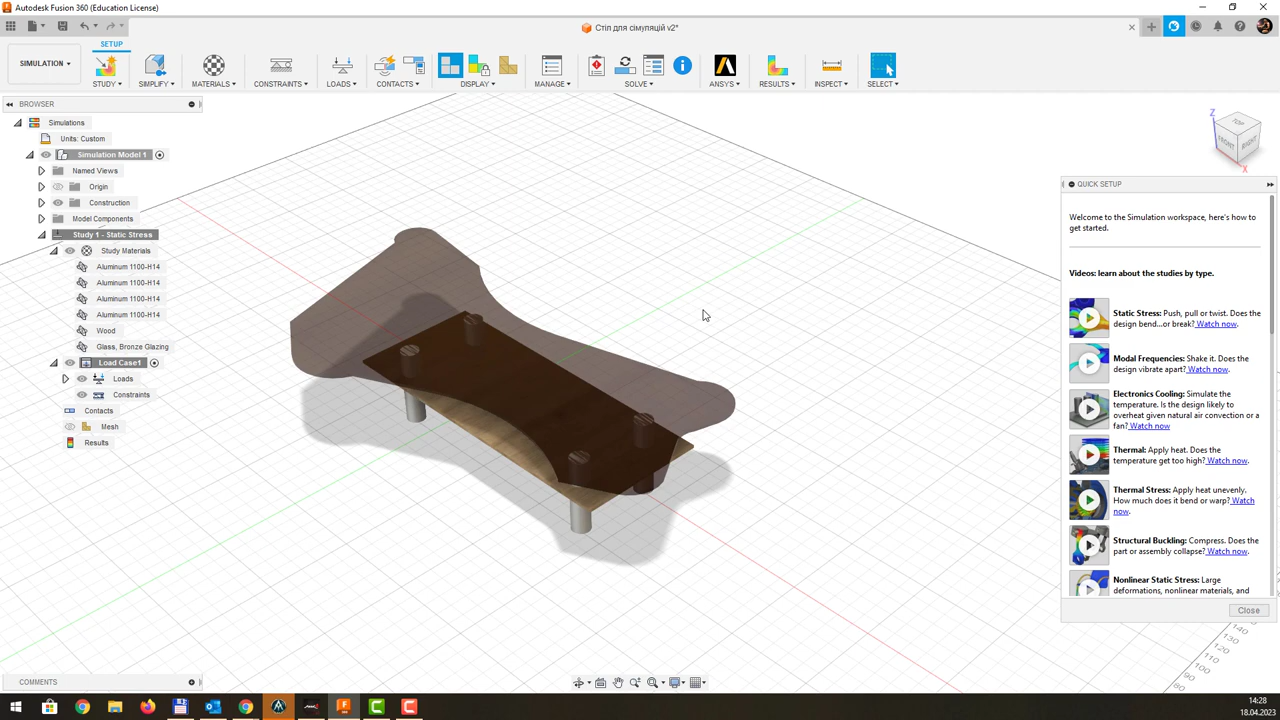 Autodesk Fusion 360 (Education License)
Стіл для сімуляцій v2*
SETUP
SIMULATION
STUDY
SIMPLIFY
MATERIALS
CONSTRAINTS
LOADS
CONTACTS
DISPLAY
MANAGE
SOLVE
ANSYS
RESULTS
INSPECT
SELECT
BROWSER
Simulations
Units: Custom
Simulation Model 1
Named Views
Origin
Construction
Model Components
Study 1 - Static Stress
Study Materials
Aluminum 1100-H14
Aluminum 1100-H14
Aluminum 1100-H14
Aluminum 1100-H14
Wood
Glass, Bronze Glazing
Load Case1
Loads
Constraints
Contacts
Mesh
Results
Z
TOP
FRONT
RIGHT
X
QUICK SETUP
Welcome to the Simulation workspace, here's how to
get started.
Videos: learn about the studies by type.
Static Stress: Push, pull or twist. Does the
design bend...or break? Watch now.
Modal Frequencies: Shake it. Does the
design vibrate apart? Watch now.
Electronics Cooling: Simulate the
temperature. Is the design likely to
overheat given natural air convection or a
fan? Watch now
Thermal: Apply heat. Does the
temperature get too high? Watch now.
Thermal Stress: Apply heat unevenly.
How much does it bend or warp? Watch
now.
Structural Buckling: Compress. Does the
part or assembly collapse? Watch now.
Nonlinear Static Stress: Large
deformations, nonlinear materials, and
Close
140
130
80
COMMENTS
14:28
18.04.2023